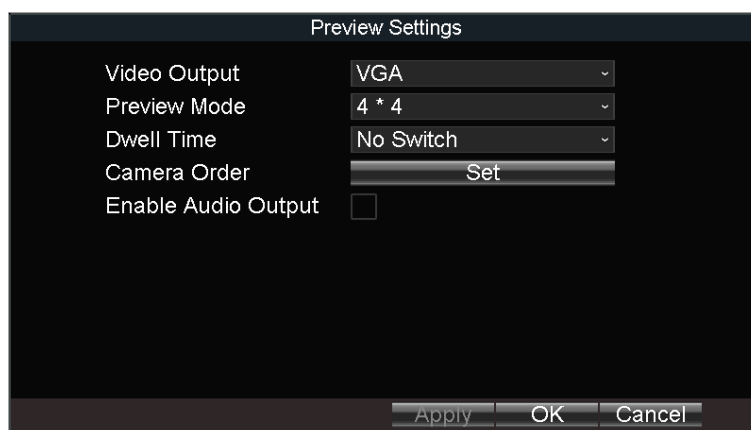 Preview Settings
Video Output VGA
Preview Mode 4 * 4
Dwell Time No Switch
Camera Order Set
Enable Audio Output
Apply OK Cancel